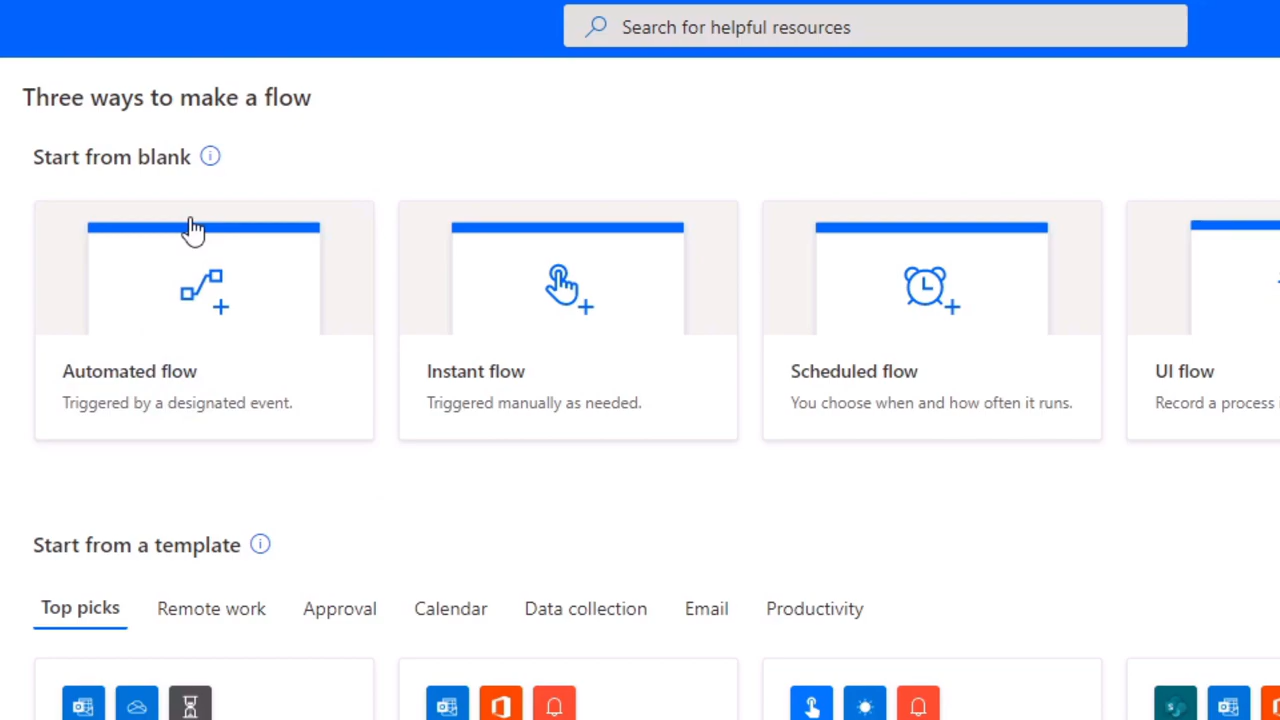 Search for helpful resources
Three ways to make a flow
Start from blank
Automated flow
Triggered by a designated event.
Instant flow
Triggered manually as needed.
Scheduled flow
You choose when and how often it runs.
UI flow
Record a process
Start from a template
Top picks
Remote work
Approval
Calendar
Data collection
Email
Productivity